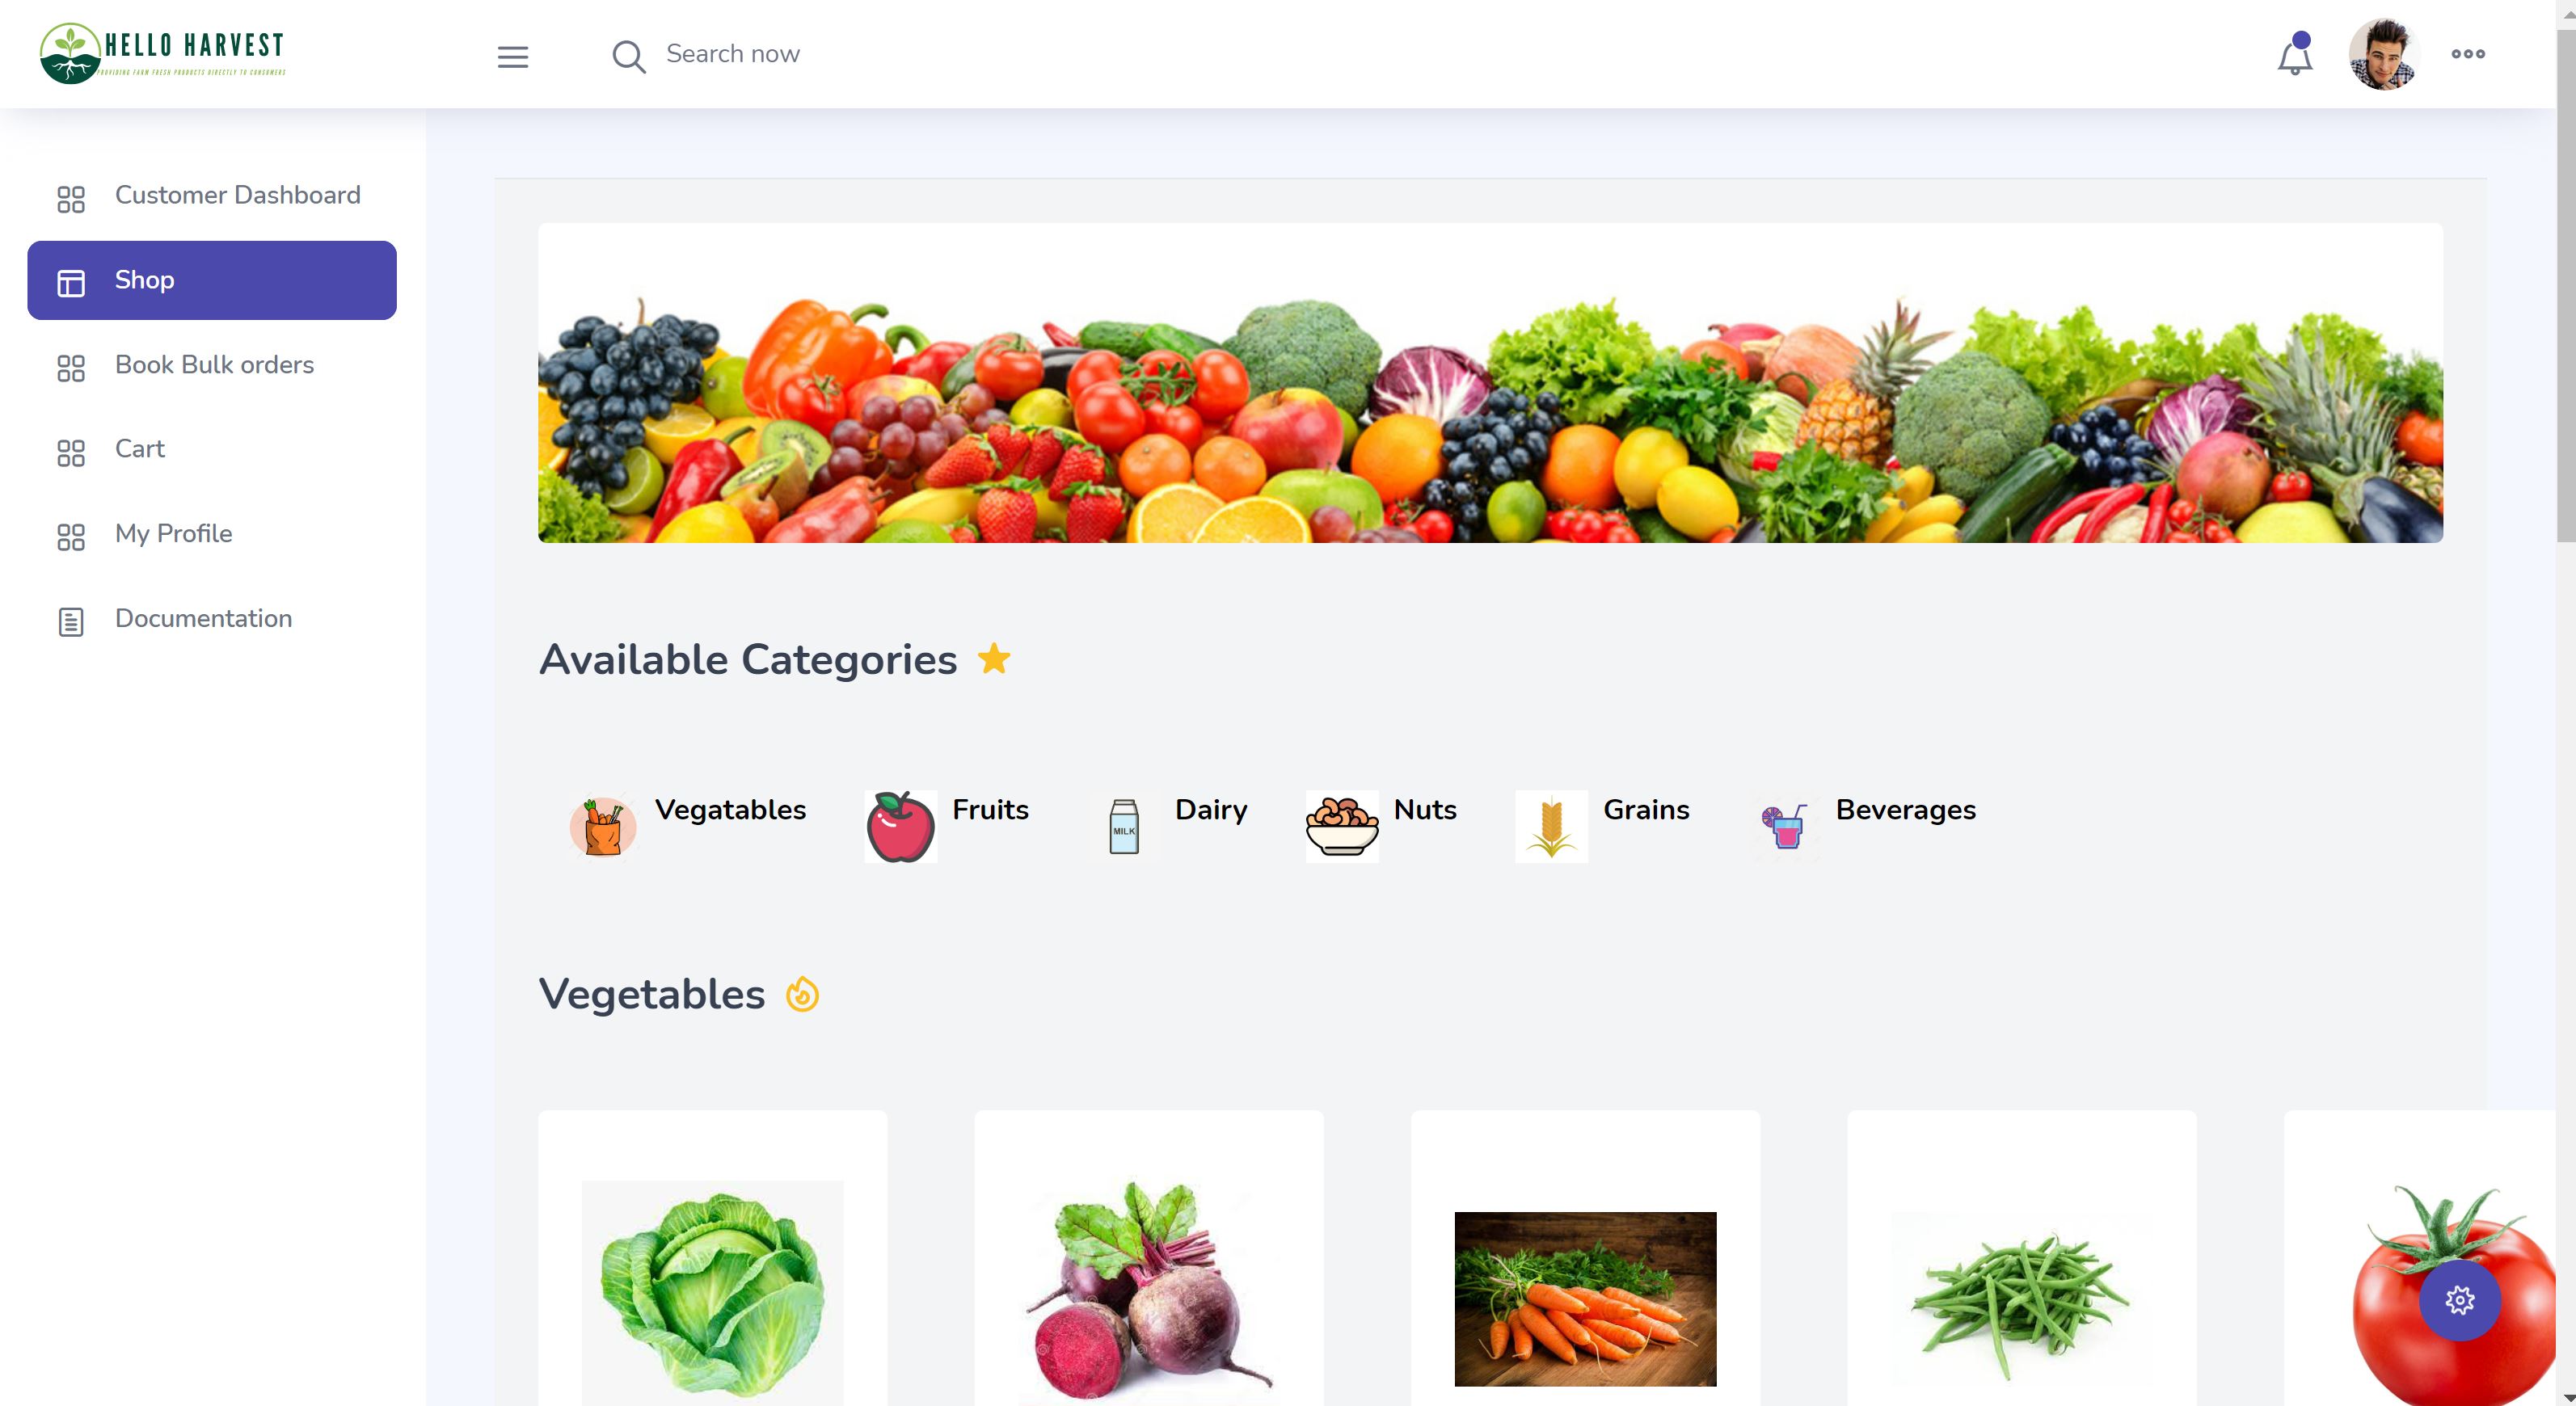 HELLO HARVEST
PROVIDING FARM FRESH PRODUCTS DIRECTLY TO CONSUMERS
Search now
Customer Dashboard
Shop
Book Bulk orders
Cart
My Profile
Documentation
Available Categories
Vegatables
Fruits
MILK
Dairy
Nuts
Grains
Beverages
Vegetables